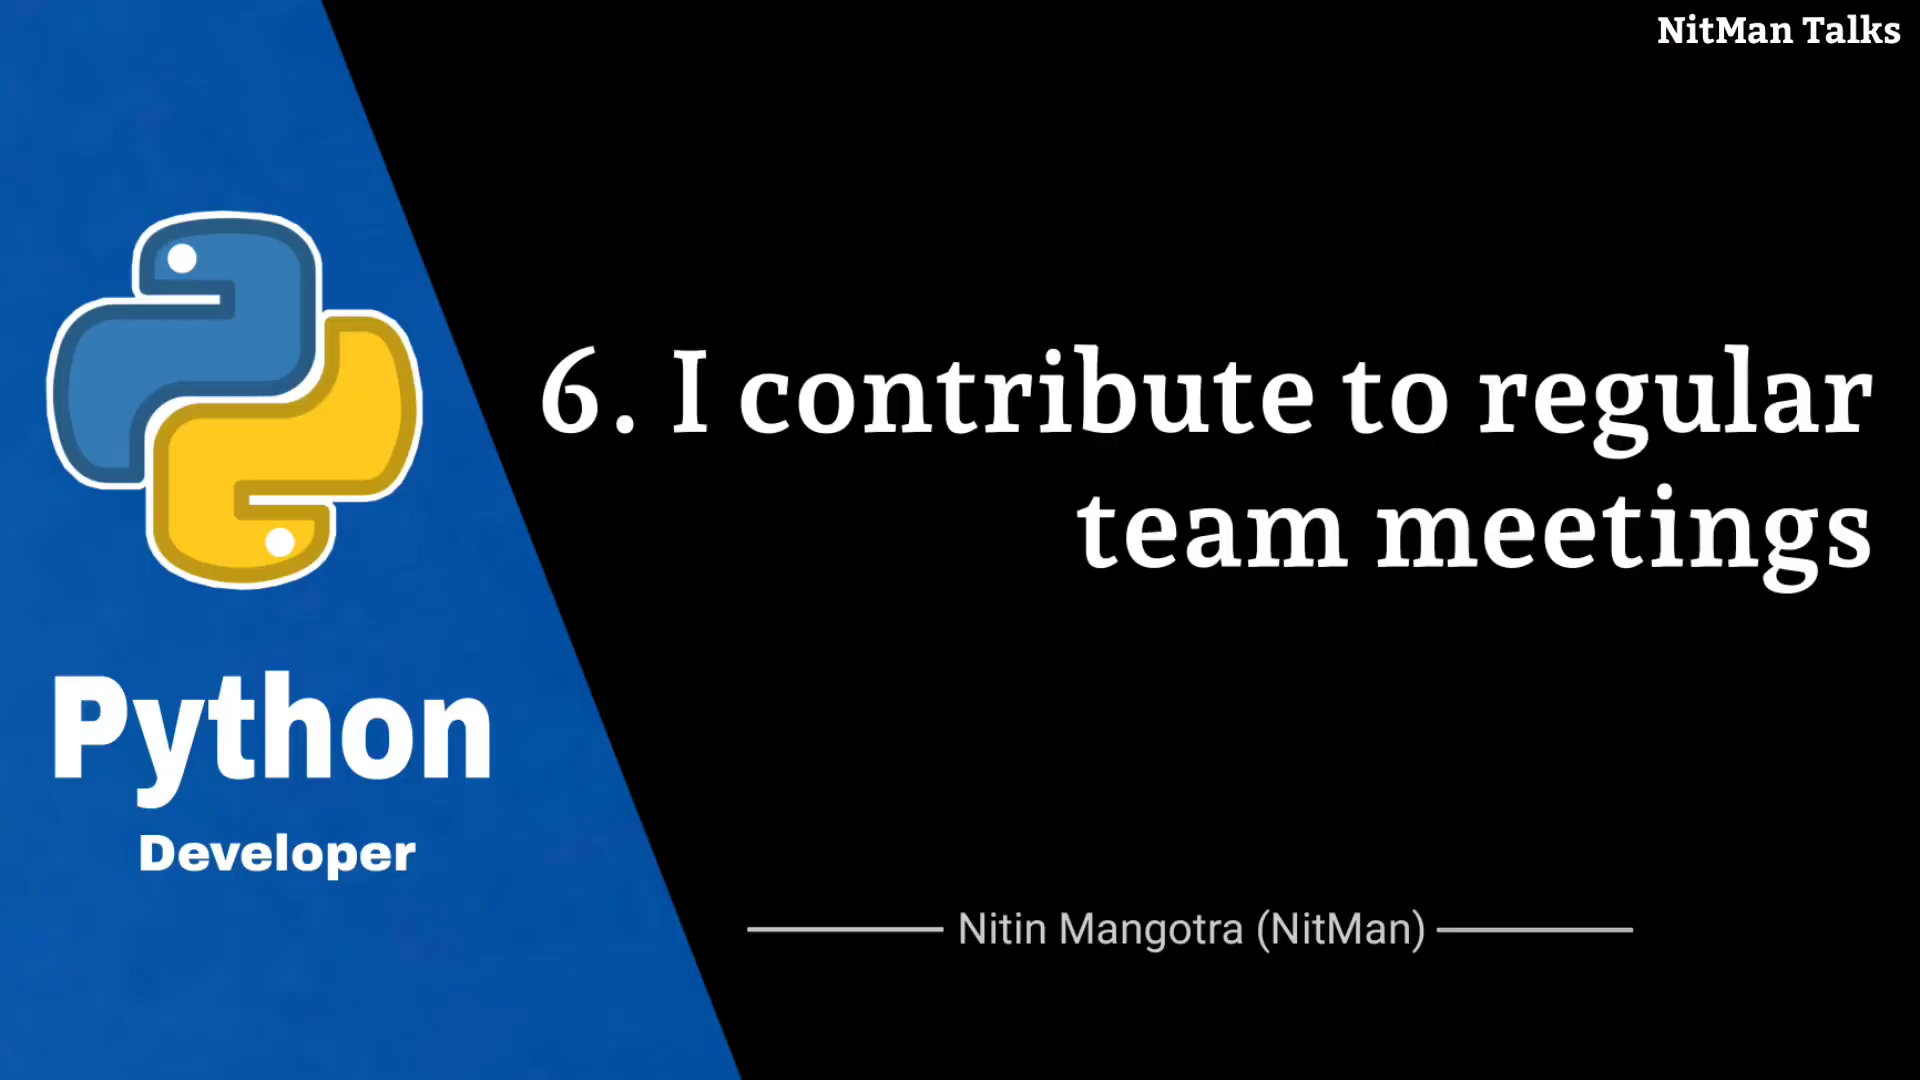 NitMan Talks
6. I contribute to regular
team meetings
Python
Developer
Nitin Mangotra (NitMan)